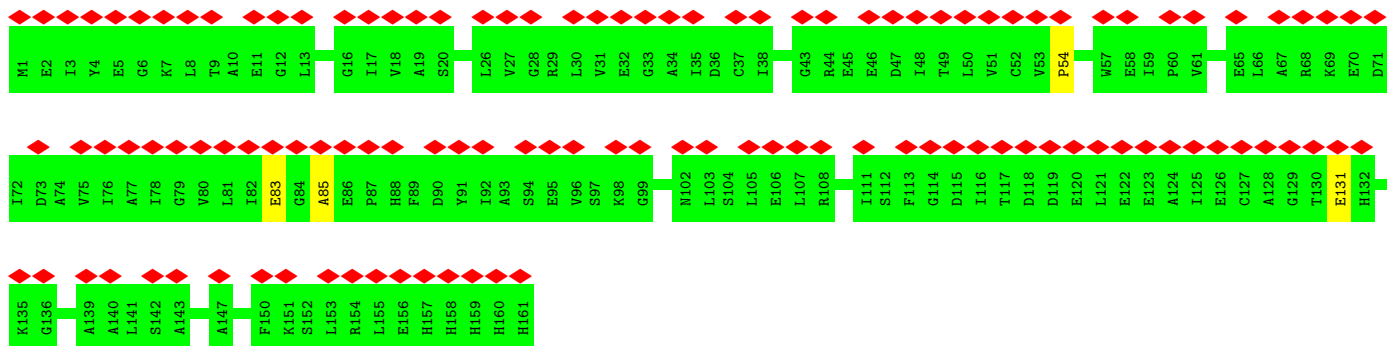 M1 E2 I3 Y4 E5 G6 K7 L8 T9 A10 E11 G12 L13 G16 I17 V18 A19 S20 L26 V27 G28 R29 L30 V31 E32 G33 A34 I35 D36 C37 I38 G43 R44 E45 E46 D47 I48 T49 L50 V51 C52 V53 P54 W57 E58 I59 P60 V61 E65 L66 A67 R68 K69 E70 D71
I72 D73 A74 V75 I76 A77 I78 G79 V80 L81 I82 E83 G84 A85 E86 P87 H88 F89 D90 Y91 I92 A93 S94 E95 V96 S97 K98 G99 N102 L103 S104 L105 E106 L107 R108 I111 S112 F113 G114 D115 I116 T117 D118 D119 E120 L121 E122 E123 A124 I125 E126 C127 A128 G129 T130 E131 H132
K135 G136 A139 A140 L141 S142 A143 A147 F150 K151 S152 L153 R154 L155 E156 H157 H158 H159 H160 H161